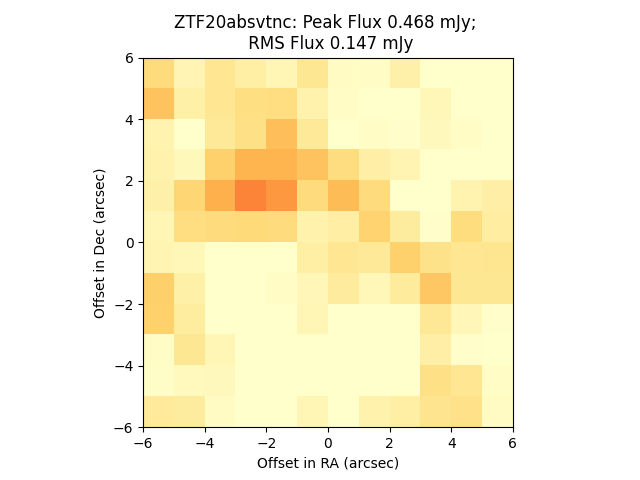 ZTF20absvtnc: Peak Flux 0.468 mJy;
RMS Flux 0.147 mJy
6
4
2
0
−2
−4
−6
Offset in Dec (arcsec)
−6 −4 −2 0 2 4 6
Offset in RA (arcsec)